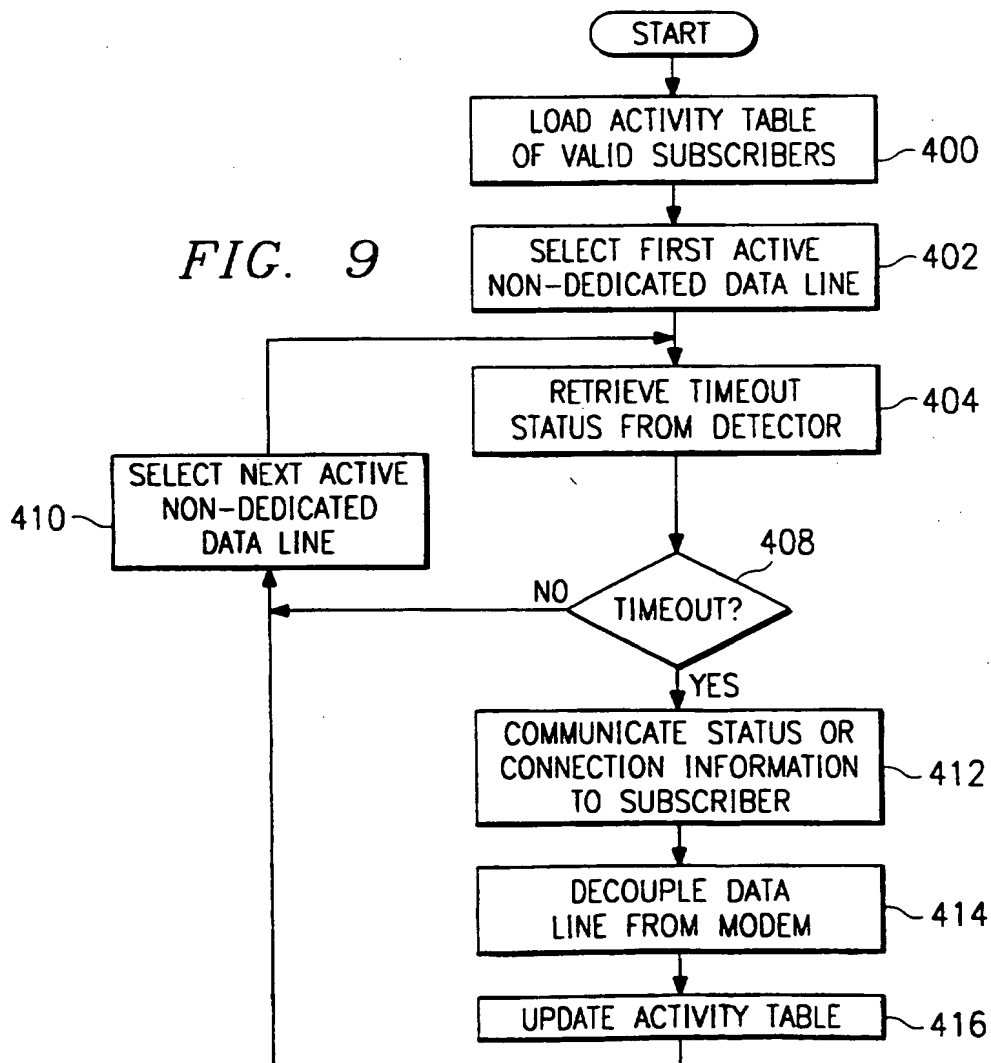 START
LOAD ACTIVITY TABLE
OF VALID SUBSCRIBERS
400
FIG. 9
SELECT FIRST ACTIVE
NON-DEDICATED DATA LINE
402
RETRIEVE TIMEOUT
STATUS FROM DETECTOR
404
SELECT NEXT ACTIVE
NON-DEDICATED
DATA LINE
410
408
TIMEOUT?
NO
YES
COMMUNICATE STATUS OR
CONNECTION INFORMATION
TO SUBSCRIBER
412
DECOUPLE DATA
LINE FROM MODEM
414
UPDATE ACTIVITY TABLE
416